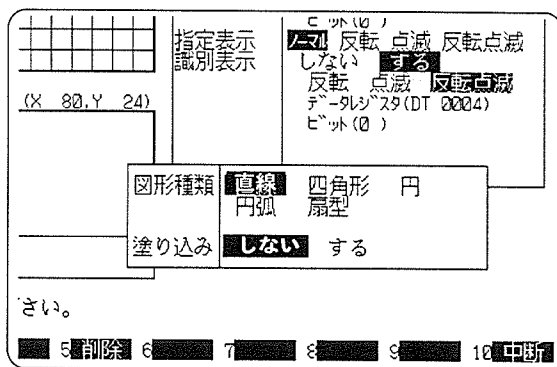 ビット(0 )
指定表示 ノーマル 反転 点滅 反転点滅
識別表示 しない する
反転 点滅 反転点滅
(X 80,Y 24)
データレジスタ(DT 0004)
ビット(0 )
図形種類 直線 四角形 円
円弧 扇型
塗り込み しない する
さい。
5 削除 6 7 8 9 10 中断